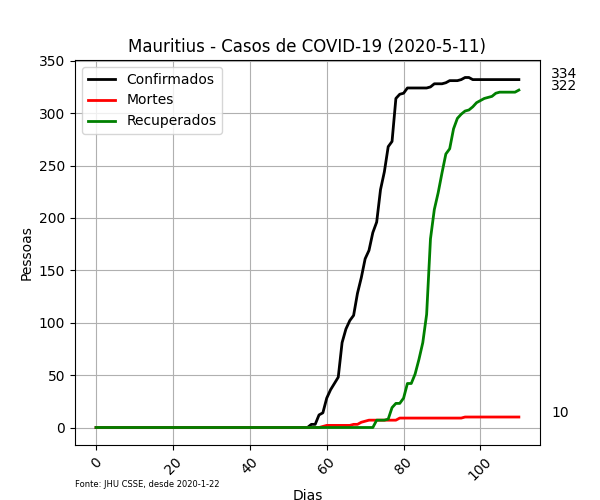 Mauritius - Casos de COVID-19 (2020-5-11)
Confirmados
Mortes
Recuperados
350
300
250
200
150
100
50
0
Pessoas
334
322
10
0
20
40
60
80
100
Fonte: JHU CSSE, desde 2020-1-22
Dias